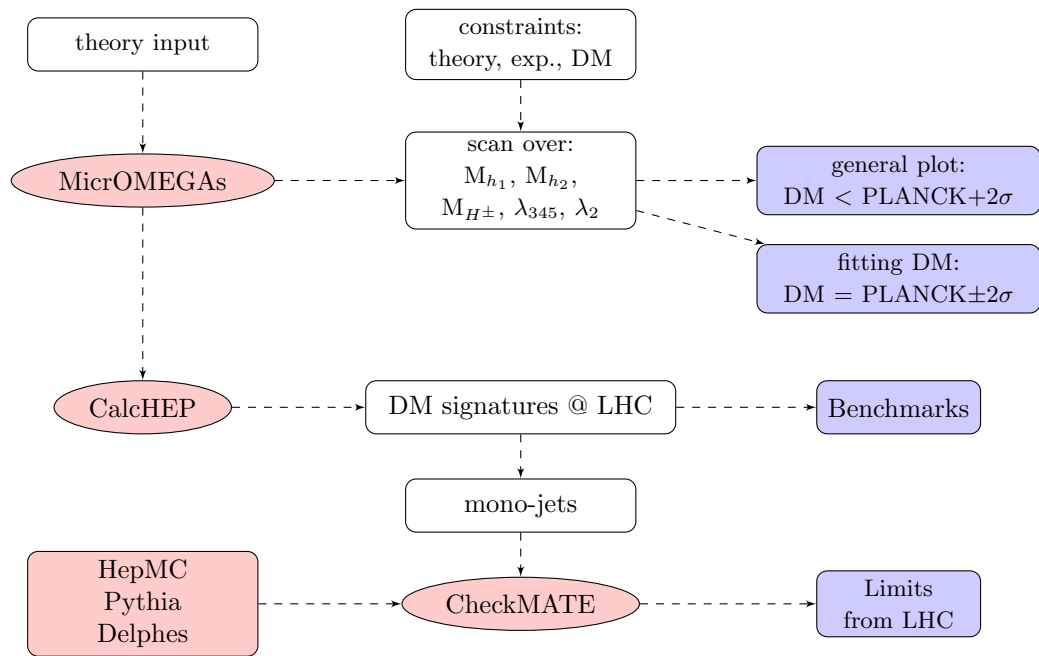 theory input
constraints:
theory, exp., DM
MicrOMEGAs
scan over:
M_{h_1}, M_{h_2},
M_{H^±}, λ_{345}, λ_2
general plot:
DM < PLANCK+2σ
fitting DM:
DM = PLANCK±2σ
CalcHEP
DM signatures @ LHC
Benchmarks
mono-jets
HepMC
Pythia
Delphes
CheckMATE
Limits
from LHC